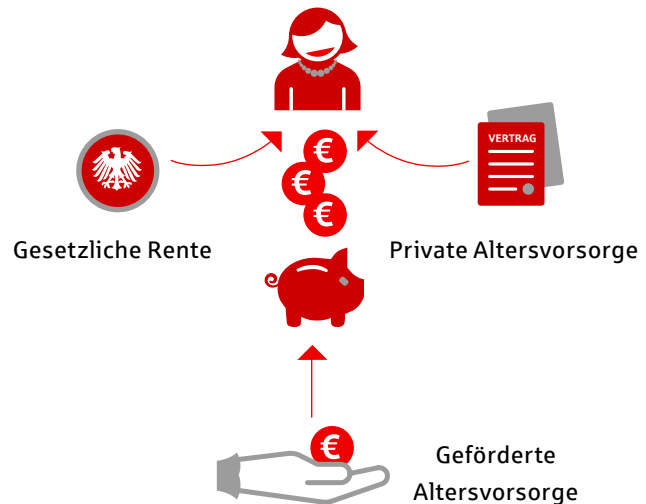 VERTRAG
€
€
€
Gesetzliche Rente
Private Altersvorsorge
€
Geförderte
Altersvorsorge